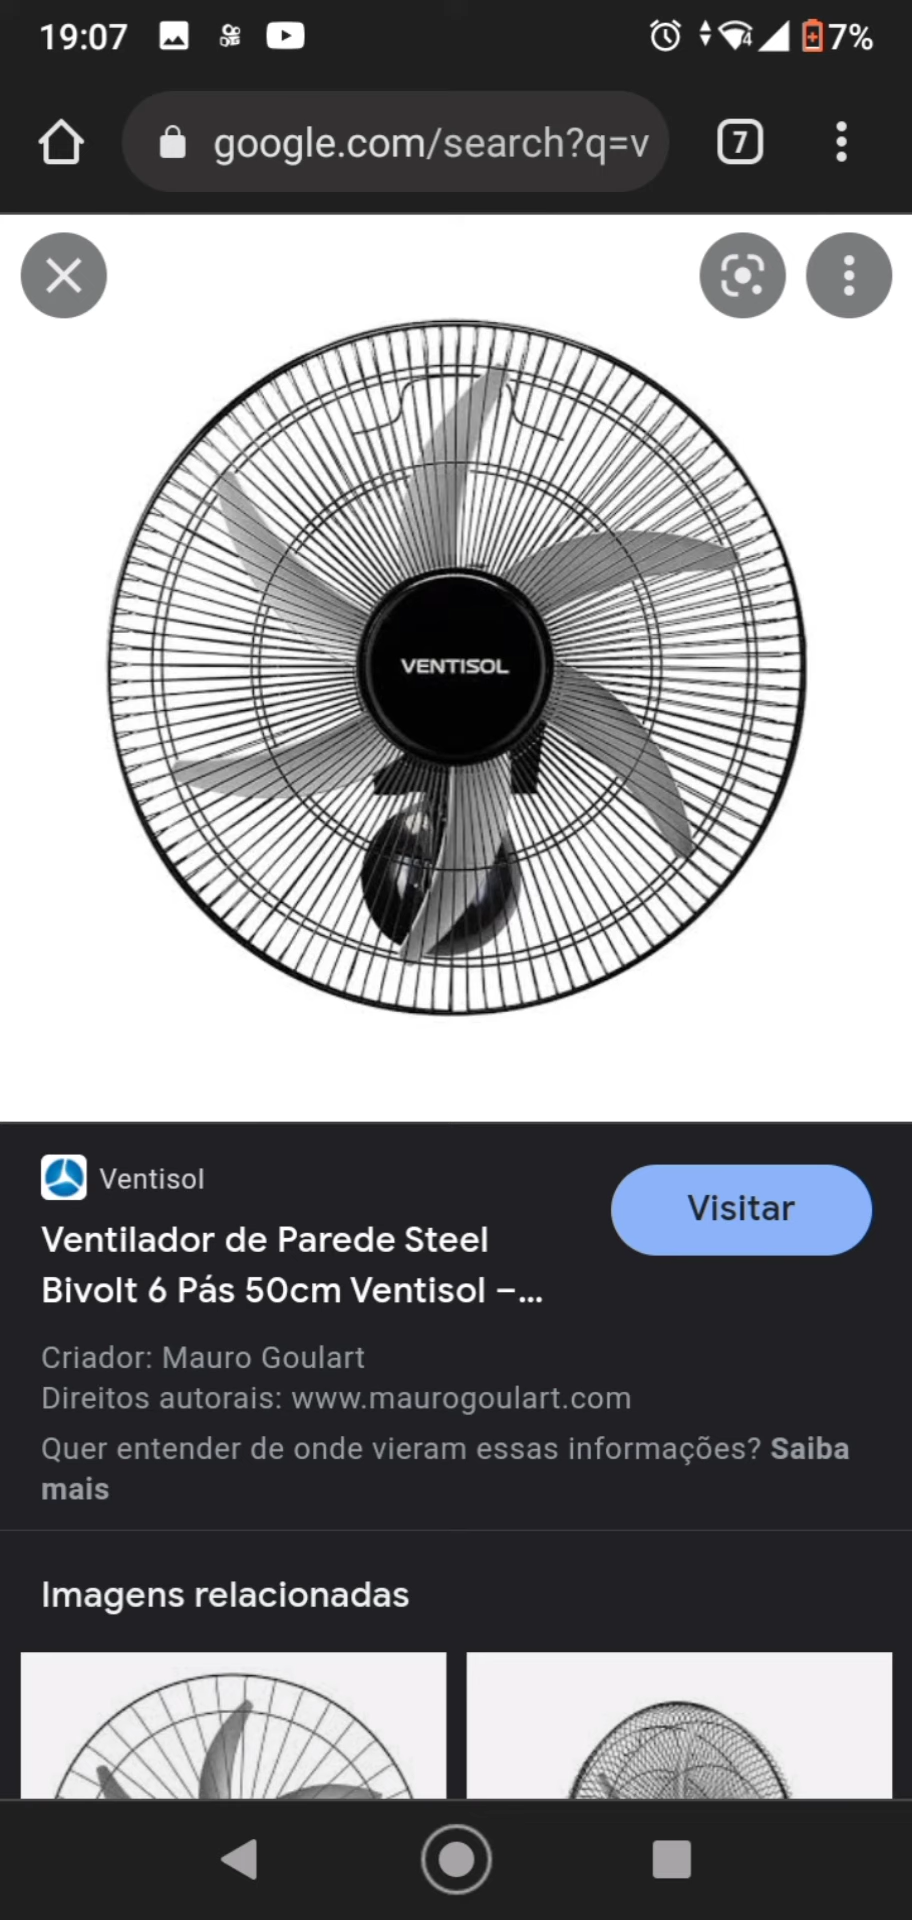 19:07
4
7%
google.com/search?q=v
7
VENTISOL
Ventisol
Visitar
Ventilador de Parede Steel
Bivolt 6 Pás 50cm Ventisol –...
Criador: Mauro Goulart
Direitos autorais: www.maurogoulart.com
Quer entender de onde vieram essas informações? Saiba
mais
Imagens relacionadas